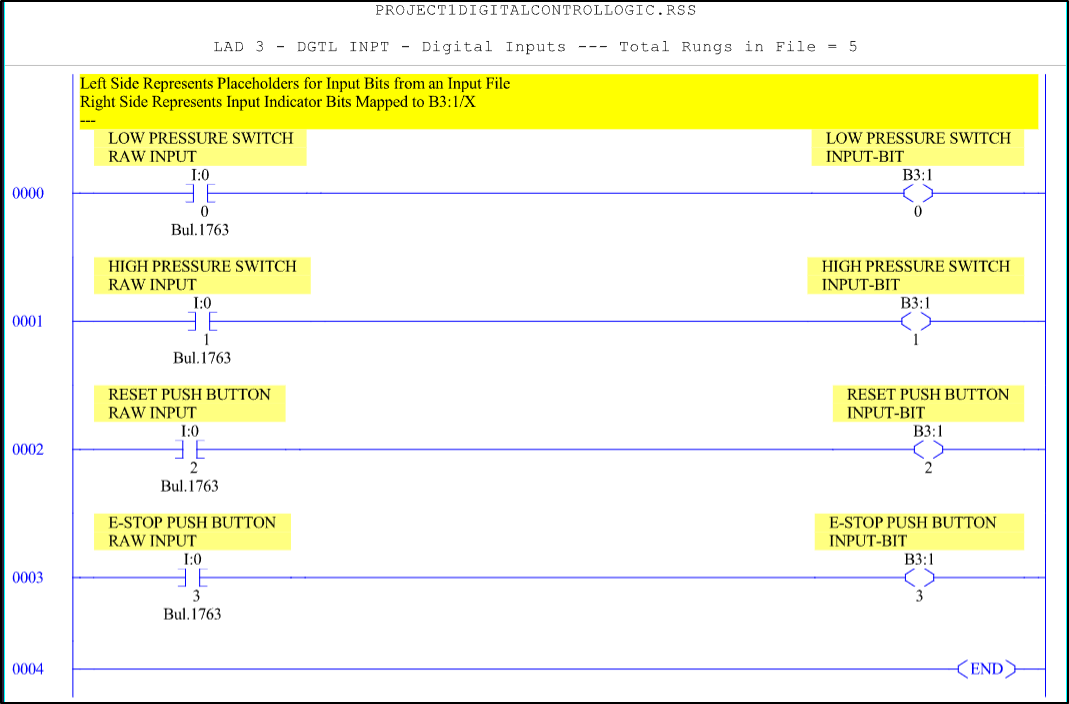 PROJECT1DIGITALCONTROLLOGIC.RSS
LAD 3 - DGTL INPT - Digital Inputs --- Total Rungs in File = 5
Left Side Represents Placeholders for Input Bits from an Input File
Right Side Represents Input Indicator Bits Mapped to B3:1/X
---
LOW PRESSURE SWITCH
RAW INPUT
I:0
0
Bul.1763
LOW PRESSURE SWITCH
INPUT-BIT
B3:1
0
0000
HIGH PRESSURE SWITCH
RAW INPUT
I:0
1
Bul.1763
HIGH PRESSURE SWITCH
INPUT-BIT
B3:1
1
0001
RESET PUSH BUTTON
RAW INPUT
I:0
2
Bul.1763
RESET PUSH BUTTON
INPUT-BIT
B3:1
2
0002
E-STOP PUSH BUTTON
RAW INPUT
I:0
3
Bul.1763
E-STOP PUSH BUTTON
INPUT-BIT
B3:1
3
0003
0004
END